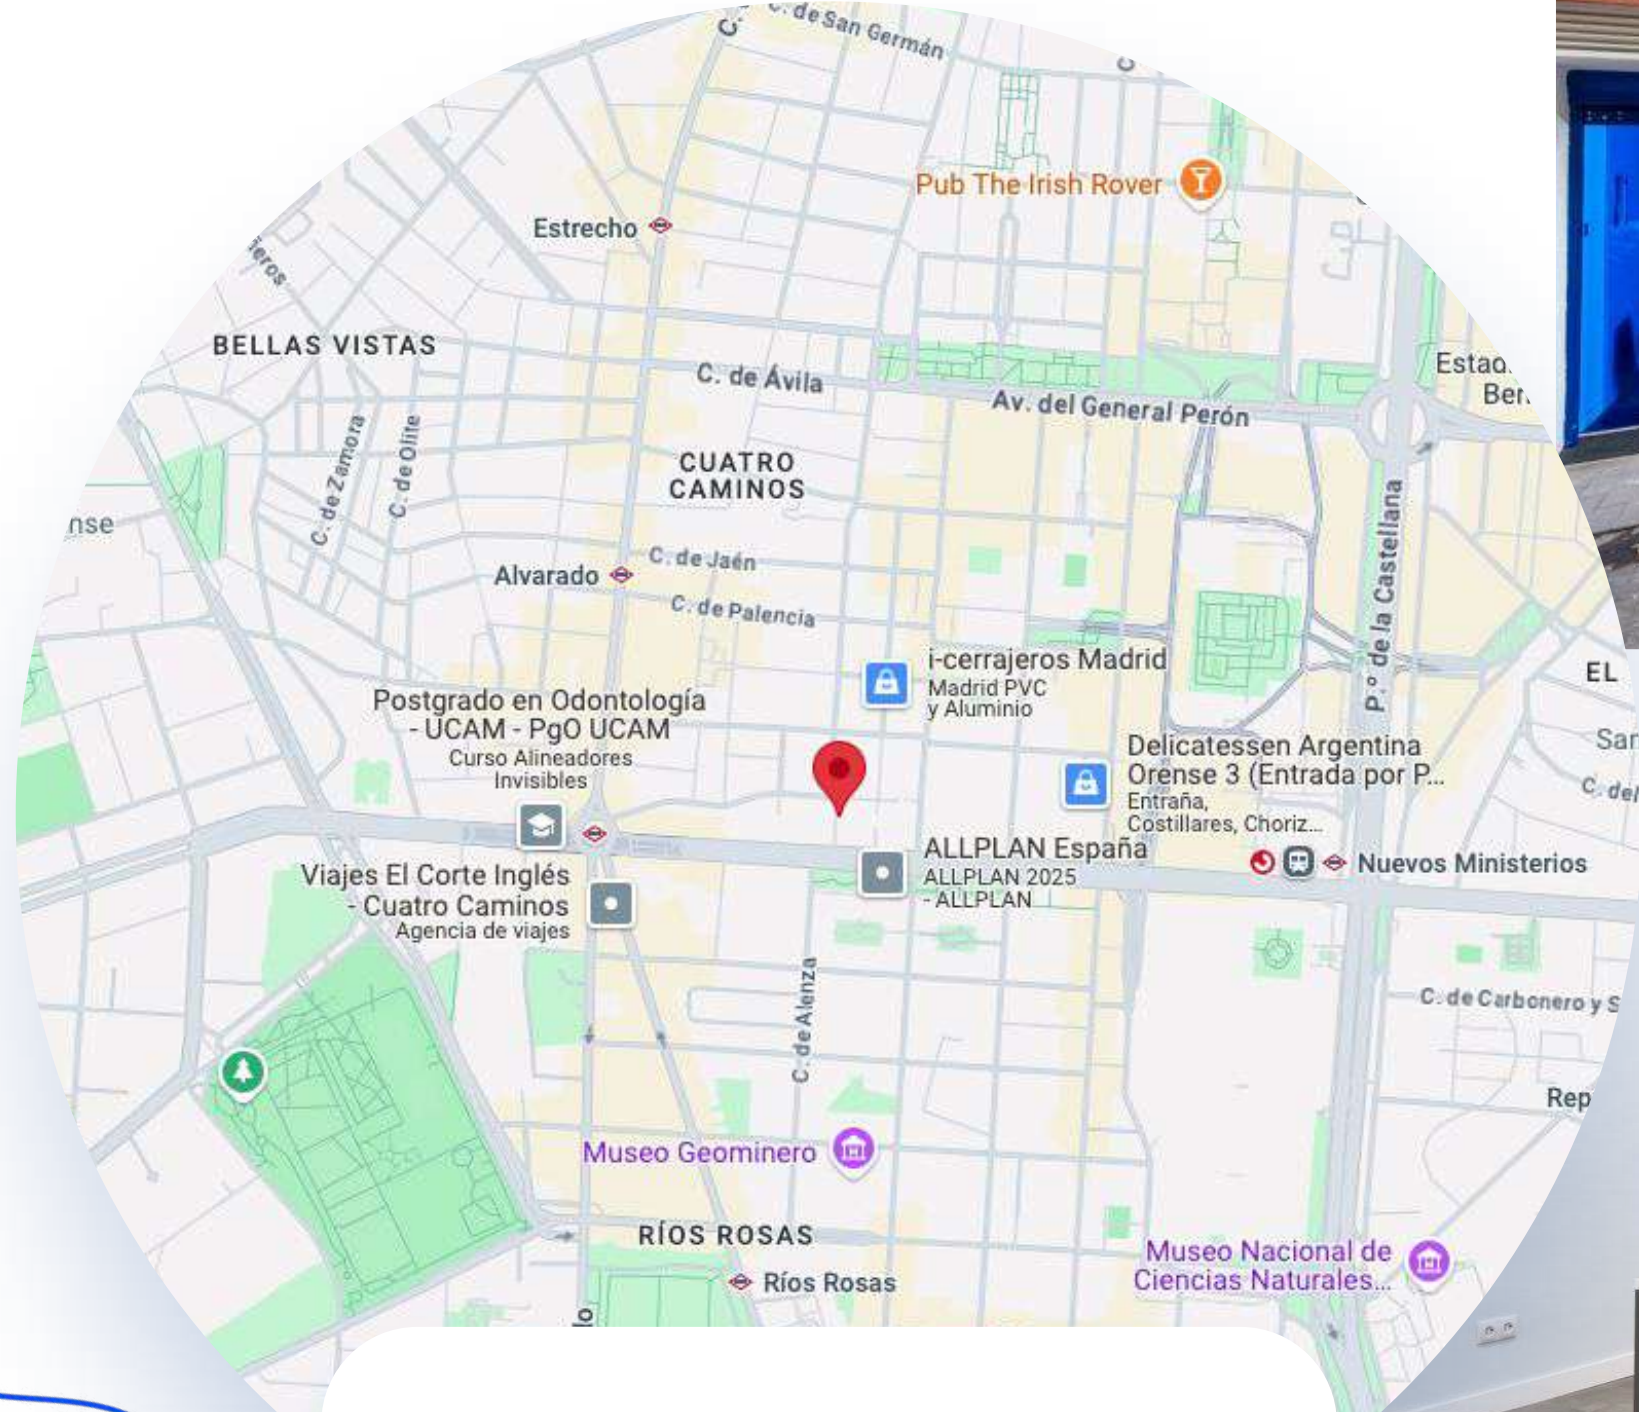 C. de San Germán
Pub The Irish Rover
Estrecho
BELLAS VISTAS
C. de Ávila
Av. del General Perón
C. de Zamora
C. de Olite
CUATRO
CAMINOS
P.º de la Castellana
C. de Jaén
Alvarado
C. de Palencia
i-cerrajeros Madrid
Madrid PVC
y Aluminio
EL
Postgrado en Odontología
- UCAM - PgO UCAM
Curso Alineadores
Invisibles
Delicatessen Argentina
Orense 3 (Entrada por P...
Entraña,
Costillares, Choriz...
C. del
ALLPLAN España
ALLPLAN 2025
- ALLPLAN
Nuevos Ministerios
Viajes El Corte Inglés
- Cuatro Caminos
Agencia de viajes
C. de Alenza
C. de Carbonero y S
Rep
Museo Geominero
RÍOS ROSAS
Ríos Rosas
Museo Nacional de
Ciencias Naturales...